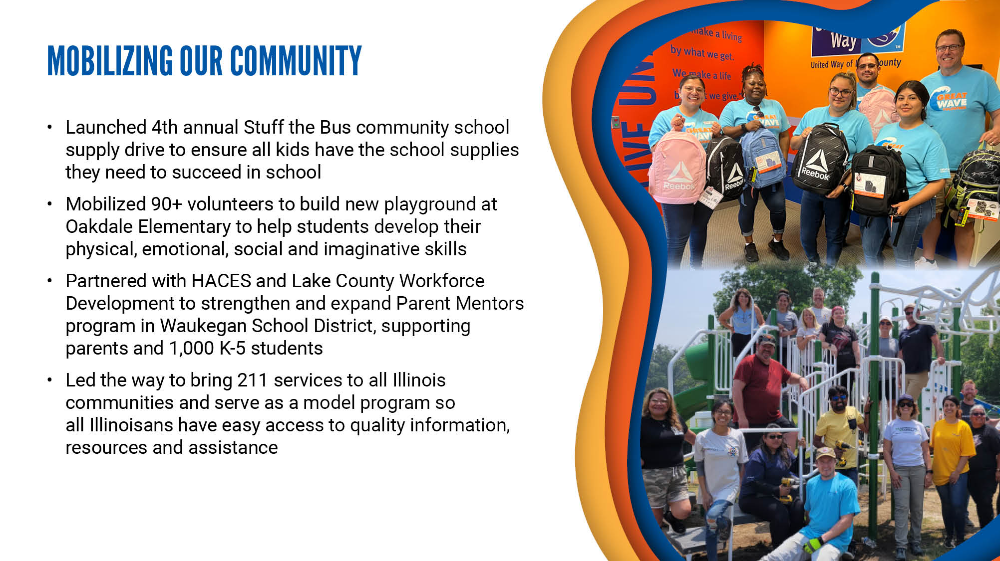 MOBILIZING OUR COMMUNITY
• Launched 4th annual Stuff the Bus community school
supply drive to ensure all kids have the school supplies
they need to succeed in school
• Mobilized 90+ volunteers to build new playground at
Oakdale Elementary to help students develop their
physical, emotional, social and imaginative skills
• Partnered with HACES and Lake County Workforce
Development to strengthen and expand Parent Mentors
program in Waukegan School District, supporting
parents and 1,000 K-5 students
• Led the way to bring 211 services to all Illinois
communities and serve as a model program so
all Illinoisans have easy access to quality information,
resources and assistance
make a living
by what we get.
We make a life
we give."
Way
TM
United Way of
GREAT
WAVE
GREAT
WAVE
GREAT
Reebok
Reebok
Reebok